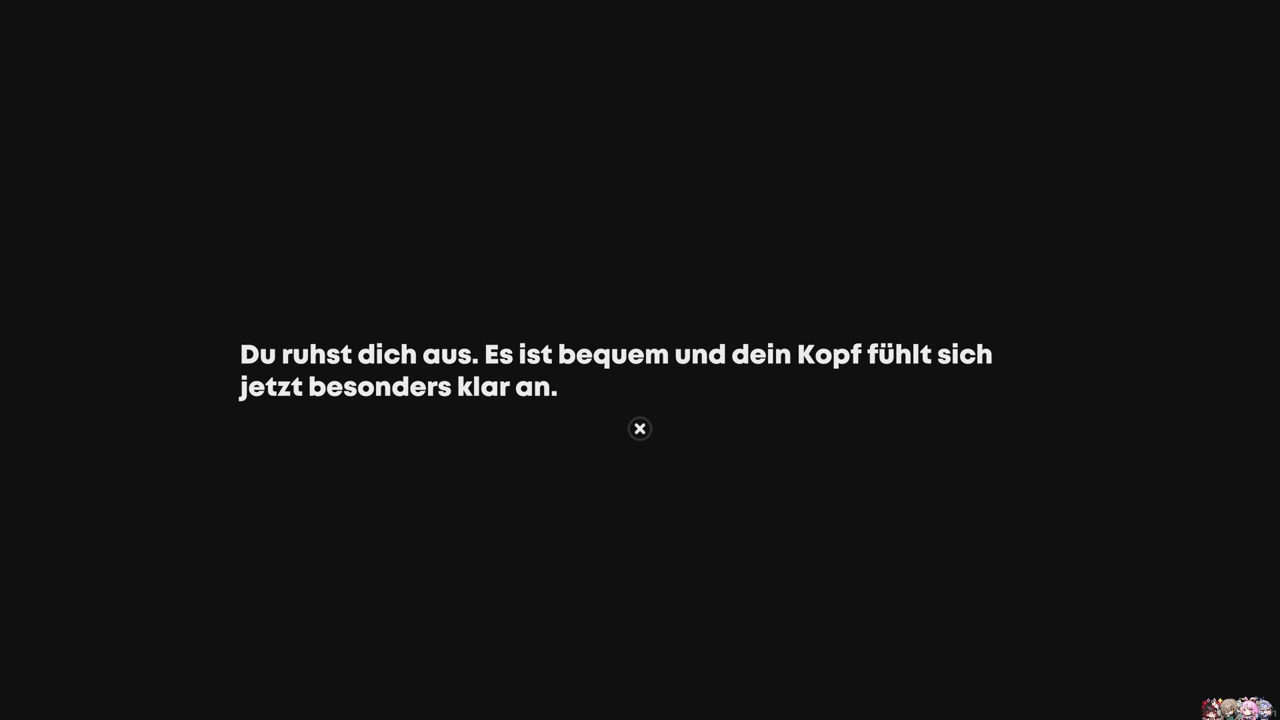 Du ruhst dich aus. Es ist bequem und dein Kopf fühlt sich
jetzt besonders klar an.